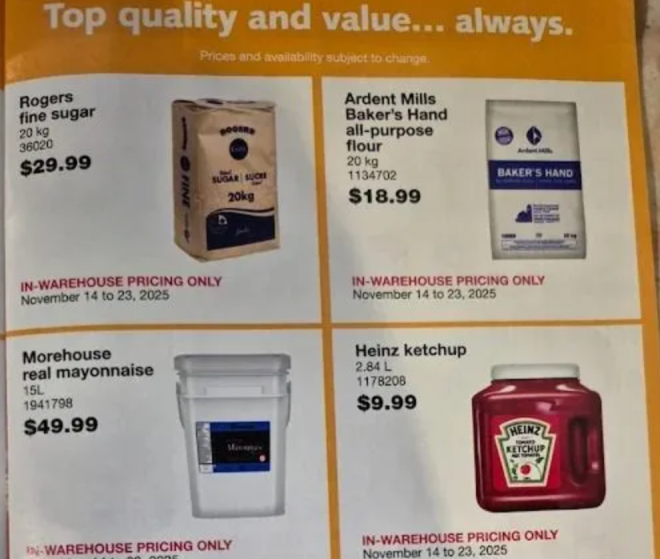 Top quality and value... always.
Prices and availability subject to change.
Rogers
fine sugar
20 kg
36020
$29.99
ROGERS
SUGAR | SUCRE
20kg
FINE
IN-WAREHOUSE PRICING ONLY
November 14 to 23, 2025
Ardent Mills
Baker's Hand
all-purpose
flour
20 kg
1134702
$18.99
Ardent Mills
BAKER'S HAND
IN-WAREHOUSE PRICING ONLY
November 14 to 23, 2025
Morehouse
real mayonnaise
15L
1941798
$49.99
IN-WAREHOUSE PRICING ONLY
Heinz ketchup
2.84 L
1178208
$9.99
HEINZ
TOMATO
KETCHUP
IN-WAREHOUSE PRICING ONLY
November 14 to 23, 2025